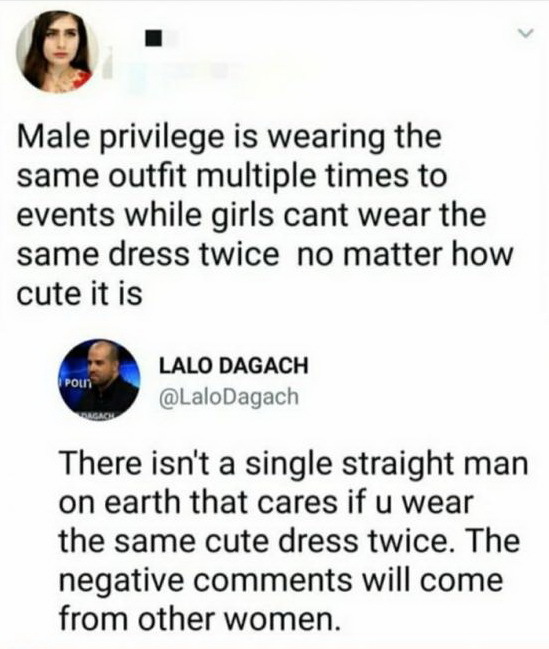 Male privilege is wearing the
same outfit multiple times to
events while girls cant wear the
same dress twice no matter how
cute it is
POLIT
DAGACH
LALO DAGACH
@LaloDagach
There isn't a single straight man
on earth that cares if u wear
the same cute dress twice. The
negative comments will come
from other women.